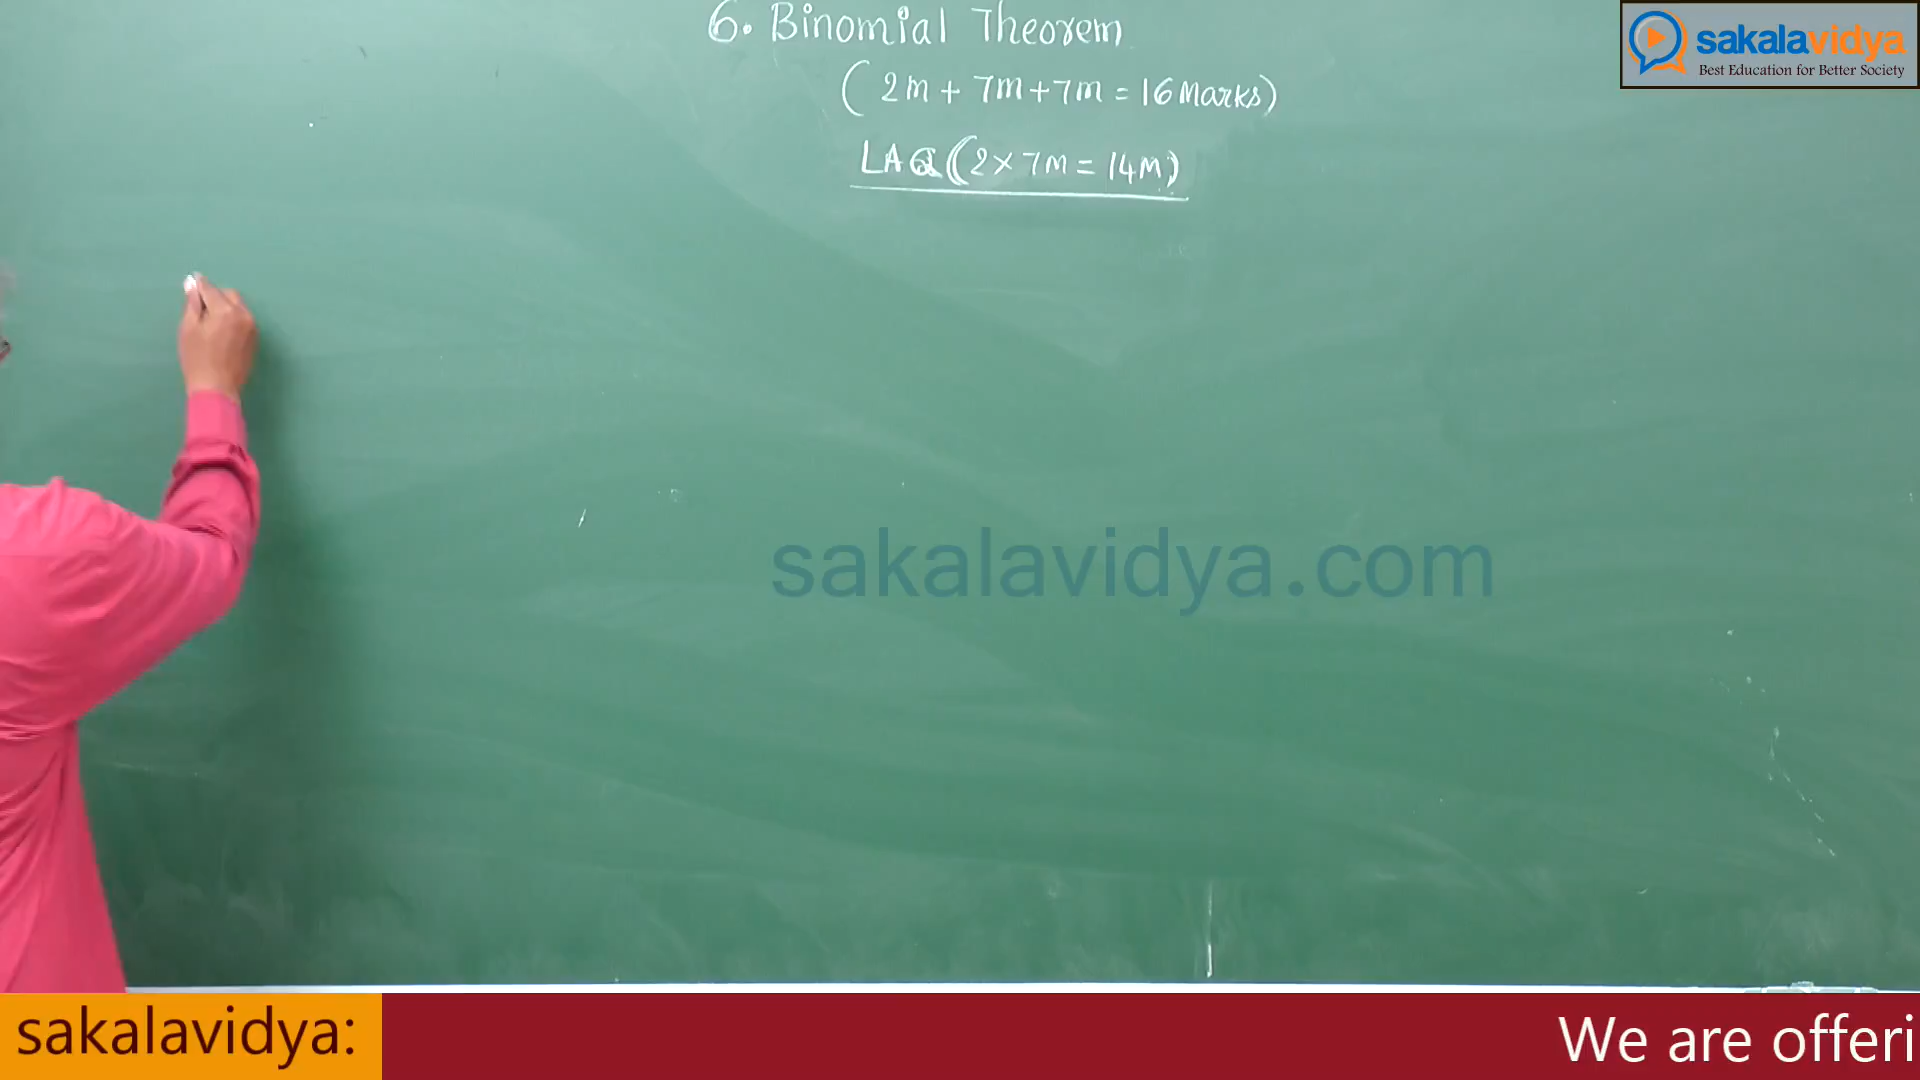 6. Binomial Theorem
(2m + 7m + 7m = 16 Marks)
LAQ (2 × 7M = 14M)
sakalavidya
Best Education for Better Society
sakalavidya.com
sakalavidya:
We are offeri